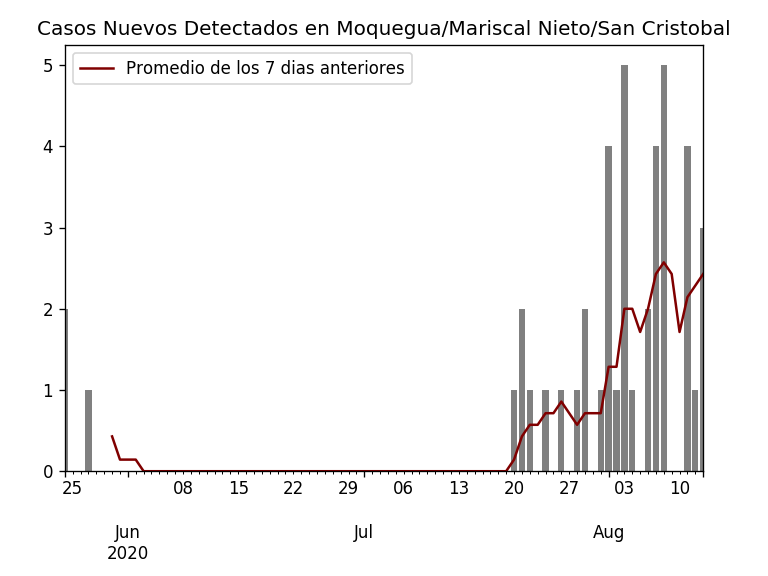 Casos Nuevos Detectados en Moquegua/Mariscal Nieto/San Cristobal
Promedio de los 7 dias anteriores
5
4
3
2
1
0
25 08 15 22 29 06 13 20 27 03 10
Jun Jul Aug
2020